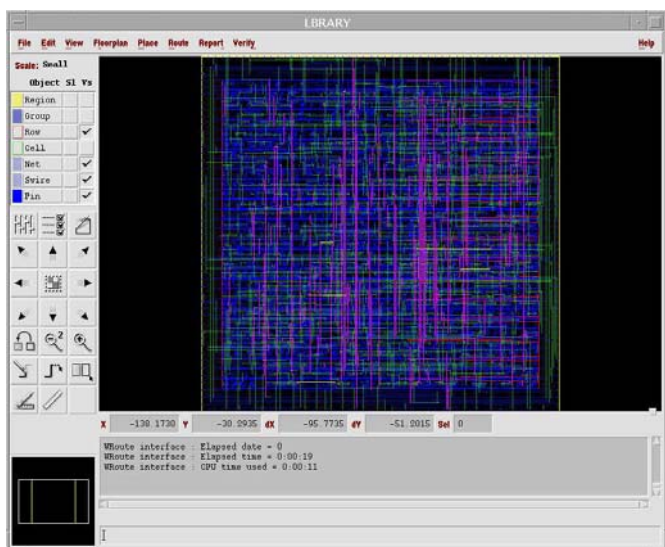 LBRARY
File Edit View Floorplan Place Route Report Verify Help
Scale: Small
Object Sl Vs
Region
Group
Row
Cell
Net
Swire
Pin
X -138.1730 Y -30.2935 dX -95.7735 dY -51.2015 Sel 0
WRoute interface : Elapsed date = 0
WRoute interface : Elapsed time = 0:00:19
WRoute interface : CPU time used = 0:00:11